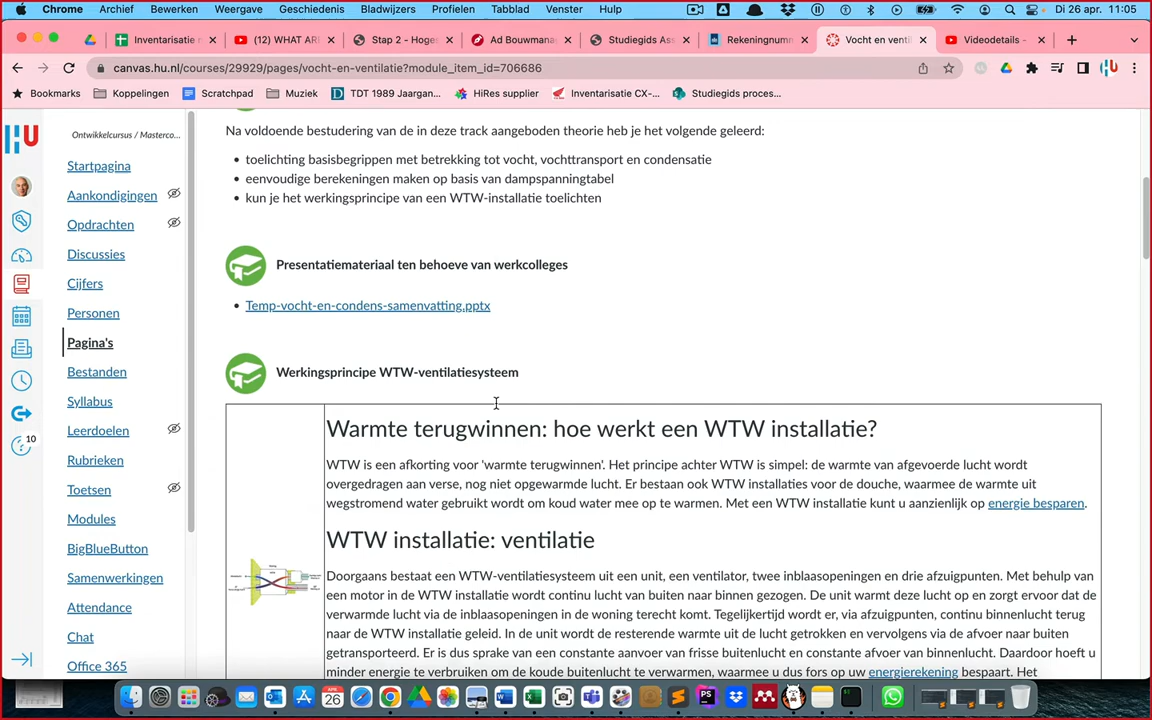 Chrome Archief Bewerken Weergave Geschiedenis Bladwijzers Profielen Tabblad Venster Hulp Di 26 apr. 11:05
Inventarisatie (12) WHAT AR Stap 2 - Hoge Ad Bouwmana Studiegids Ass Rekeningnum Vocht en venti Videodetails -
canvas.hu.nl/courses/29929/pages/vocht-en-ventilatie?module_item_id=706686
Bookmarks Koppelingen Scratchpad Muziek TDT 1989 Jaargan... HiRes supplier Inventarisatie CX-... Studiegids proces...
HU
Ontwikkelcursus / Masterco...
Startpagina
Aankondigingen
Opdrachten
Discussies
Cijfers
Personen
Pagina's
Bestanden
Syllabus
Leerdoelen
10
Rubrieken
Toetsen
Modules
BigBlueButton
Samenwerkingen
Attendance
Chat
Office 365
Na voldoende bestudering van de in deze track aangeboden theorie heb je het volgende geleerd:
• toelichting basisbegrippen met betrekking tot vocht, vochttransport en condensatie
• eenvoudige berekeningen maken op basis van dampspanningtabel
• kun je het werkingsprincipe van een WTW-installatie toelichten
Presentatiemateriaal ten behoeve van werkcolleges
• Temp-vocht-en-condens-samenvatting.pptx
Werkingsprincipe WTW-ventilatiesysteem
Warmte terugwinnen: hoe werkt een WTW installatie?
WTW is een afkorting voor 'warmte terugwinnen'. Het principe achter WTW is simpel: de warmte van afgevoerde lucht wordt
overgedragen aan verse, nog niet opgewarmde lucht. Er bestaan ook WTW installaties voor de douche, waarmee de warmte uit
wegstromend water gebruikt wordt om koud water mee op te warmen. Met een WTW installatie kunt u aanzienlijk op energie besparen.
WTW installatie: ventilatie
Doorgaans bestaat een WTW-ventilatiesysteem uit een unit, een ventilator, twee inblaasopeningen en drie afzuigpunten. Met behulp van
een motor in de WTW installatie wordt continu lucht van buiten naar binnen gezogen. De unit warmt deze lucht op en zorgt ervoor dat de
verwarmde lucht via de inblaasopeningen in de woning terecht komt. Tegelijkertijd wordt er, via afzuigpunten, continu binnenlucht terug
naar de WTW installatie geleid. In de unit wordt de resterende warmte uit de lucht getrokken en vervolgens via de afvoer naar buiten
getransporteerd. Er is dus sprake van een constante aanvoer van frisse buitenlucht en constante afvoer van binnenlucht. Daardoor hoeft u
minder energie te verbruiken om de koude buitenlucht te verwarmen, waarmee u dus fors op uw energierekening bespaart. Het